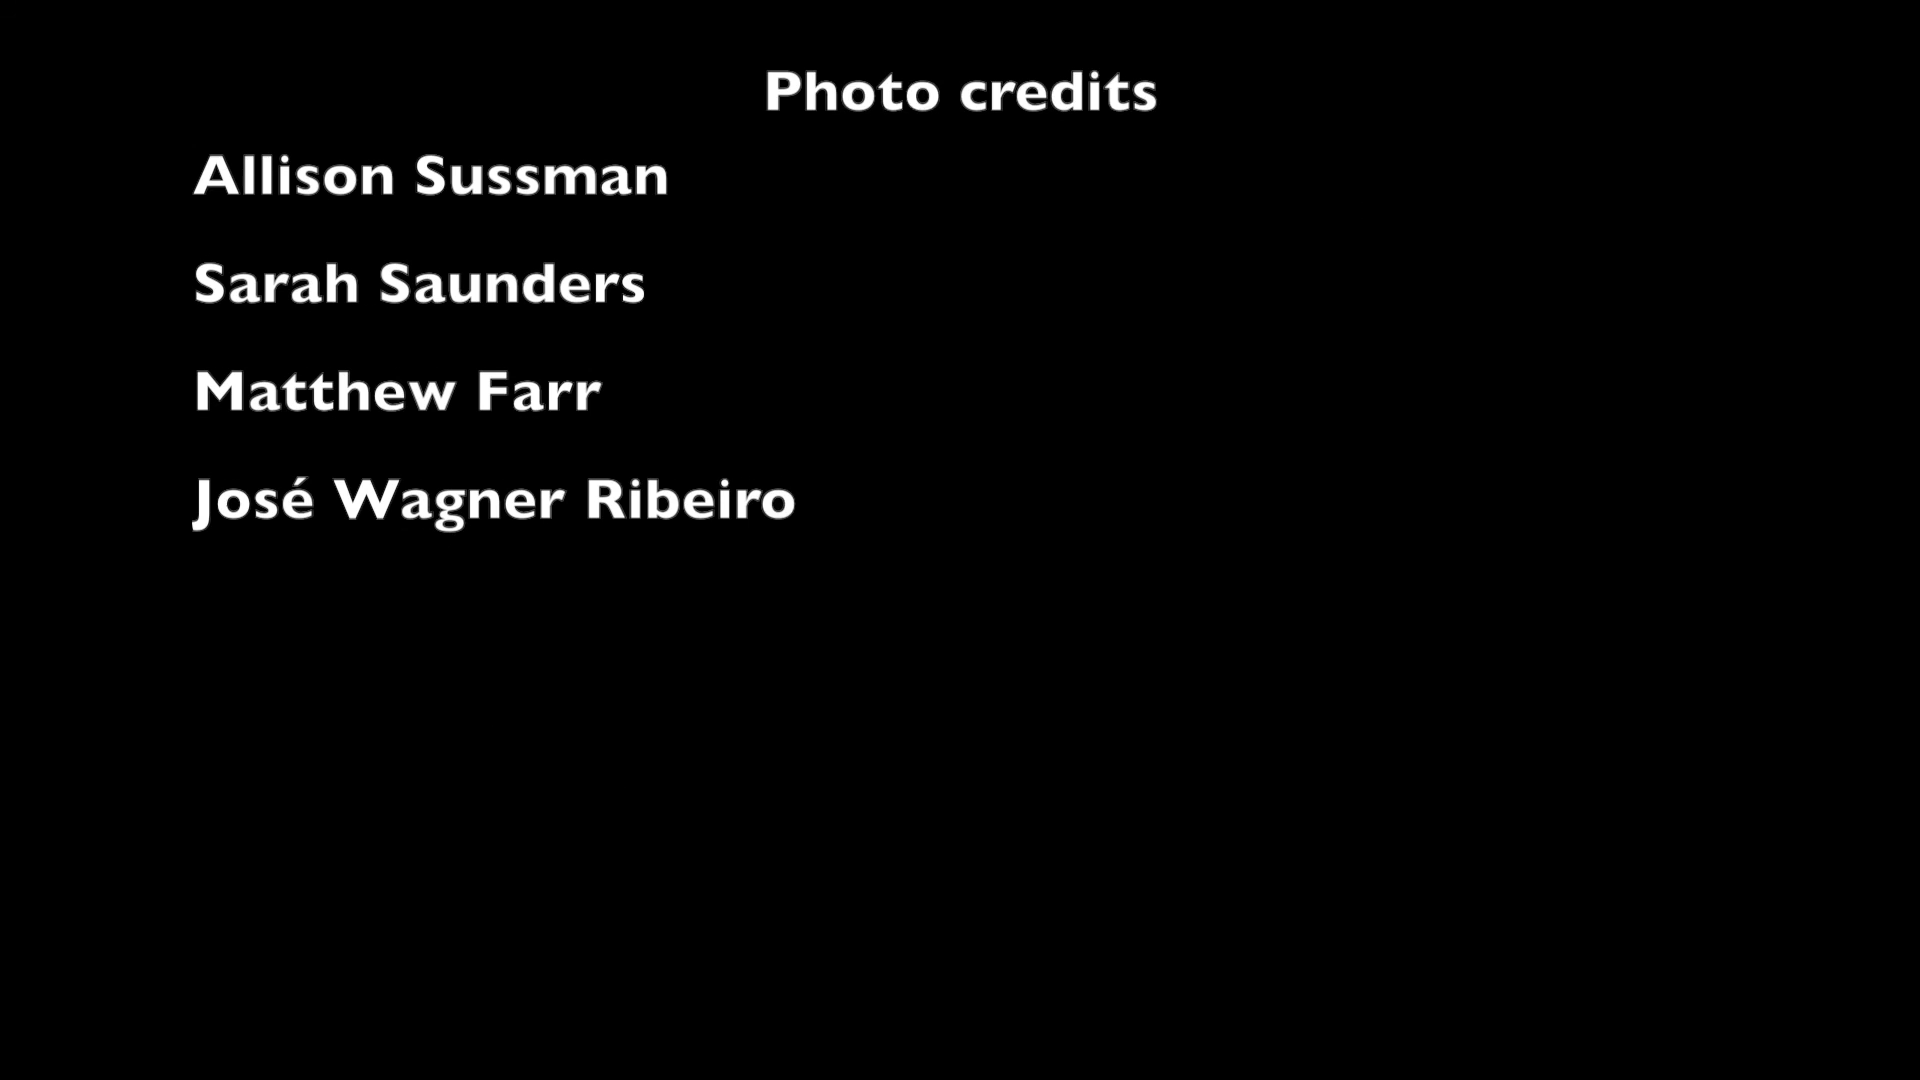 Photo credits
Allison Sussman
Sarah Saunders
Matthew Farr
José Wagner Ribeiro